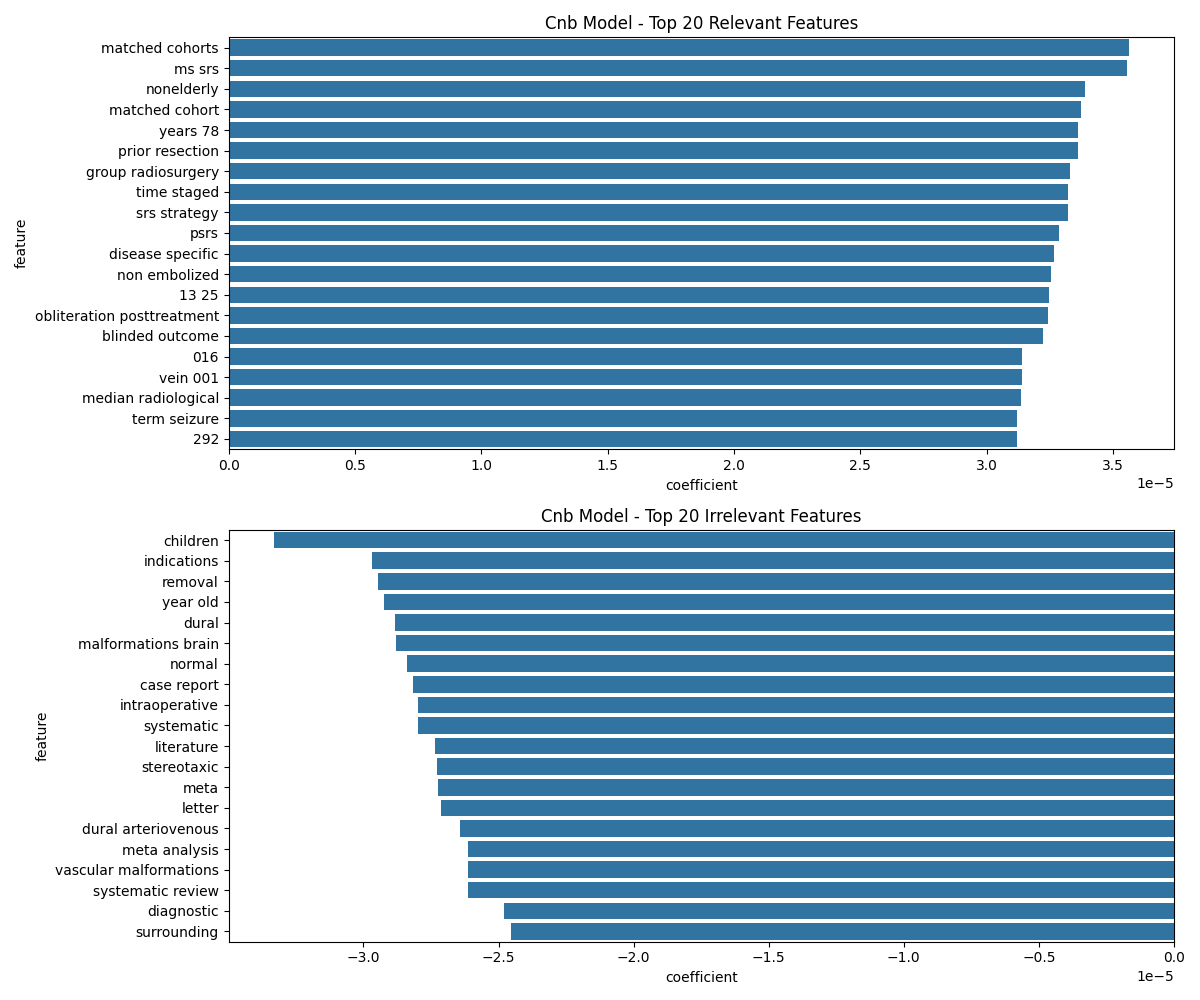 Cnb Model - Top 20 Relevant Features
matched cohorts
ms srs
nonelderly
matched cohort
years 78
prior resection
group radiosurgery
time staged
srs strategy
psrs
disease specific
non embolized
13 25
obliteration posttreatment
blinded outcome
016
vein 001
median radiological
term seizure
292
feature
0.0 0.5 1.0 1.5 2.0 2.5 3.0 3.5
coefficient
1e−5
Cnb Model - Top 20 Irrelevant Features
children
indications
removal
year old
dural
malformations brain
normal
case report
intraoperative
systematic
literature
stereotaxic
meta
letter
dural arteriovenous
meta analysis
vascular malformations
systematic review
diagnostic
surrounding
feature
−3.0 −2.5 −2.0 −1.5 −1.0 −0.5 0.0
coefficient
1e−5